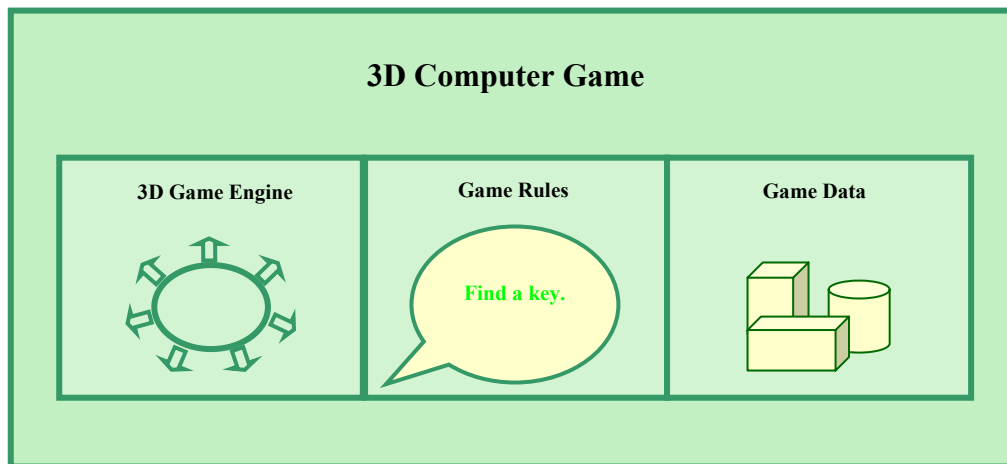 3D Computer Game
3D Game Engine
Game Rules
Game Data
Find a key.